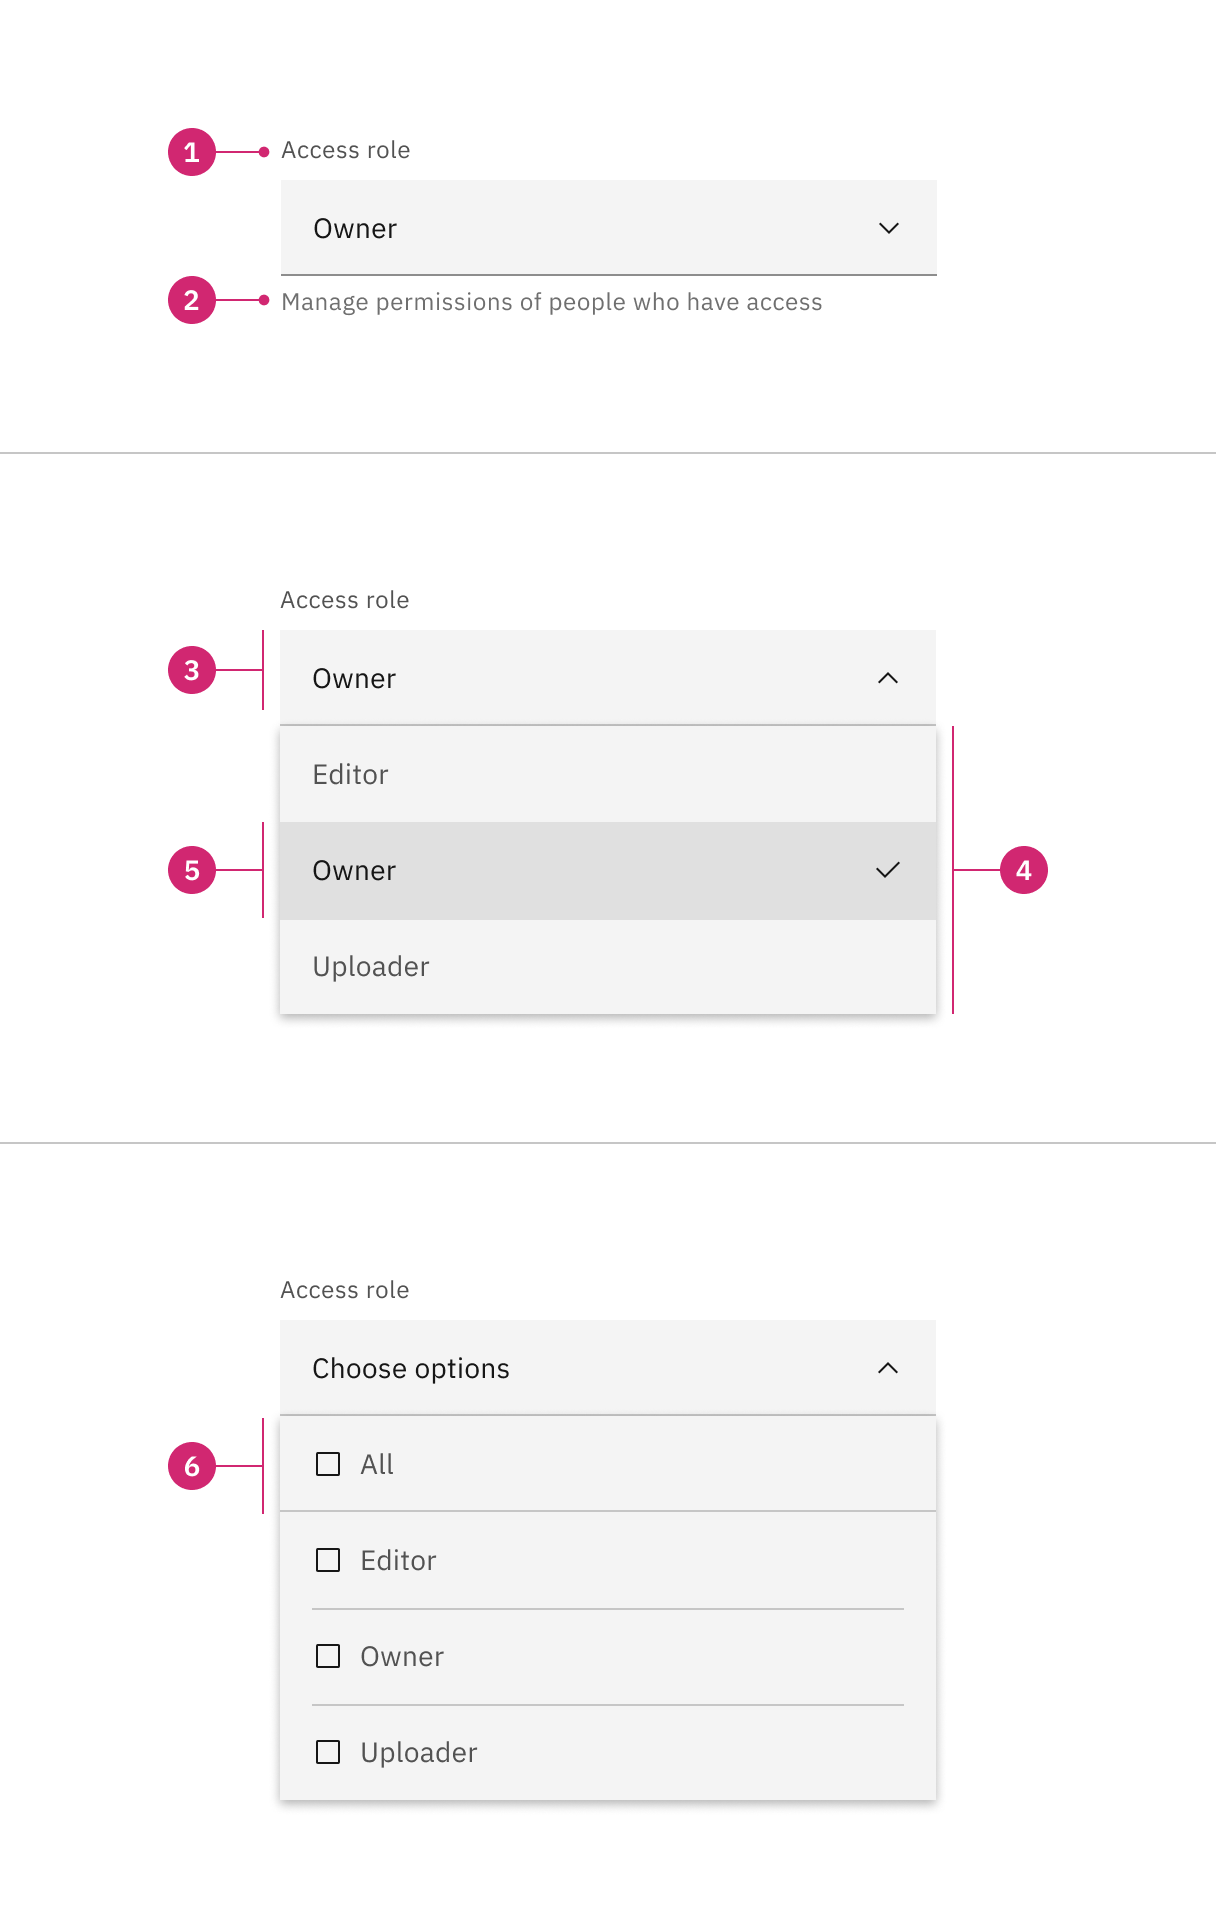 1 Access role
Owner
2 Manage permissions of people who have access
Access role
3 Owner
Editor
5 Owner 4
Uploader
Access role
Choose options
6 All
Editor
Owner
Uploader